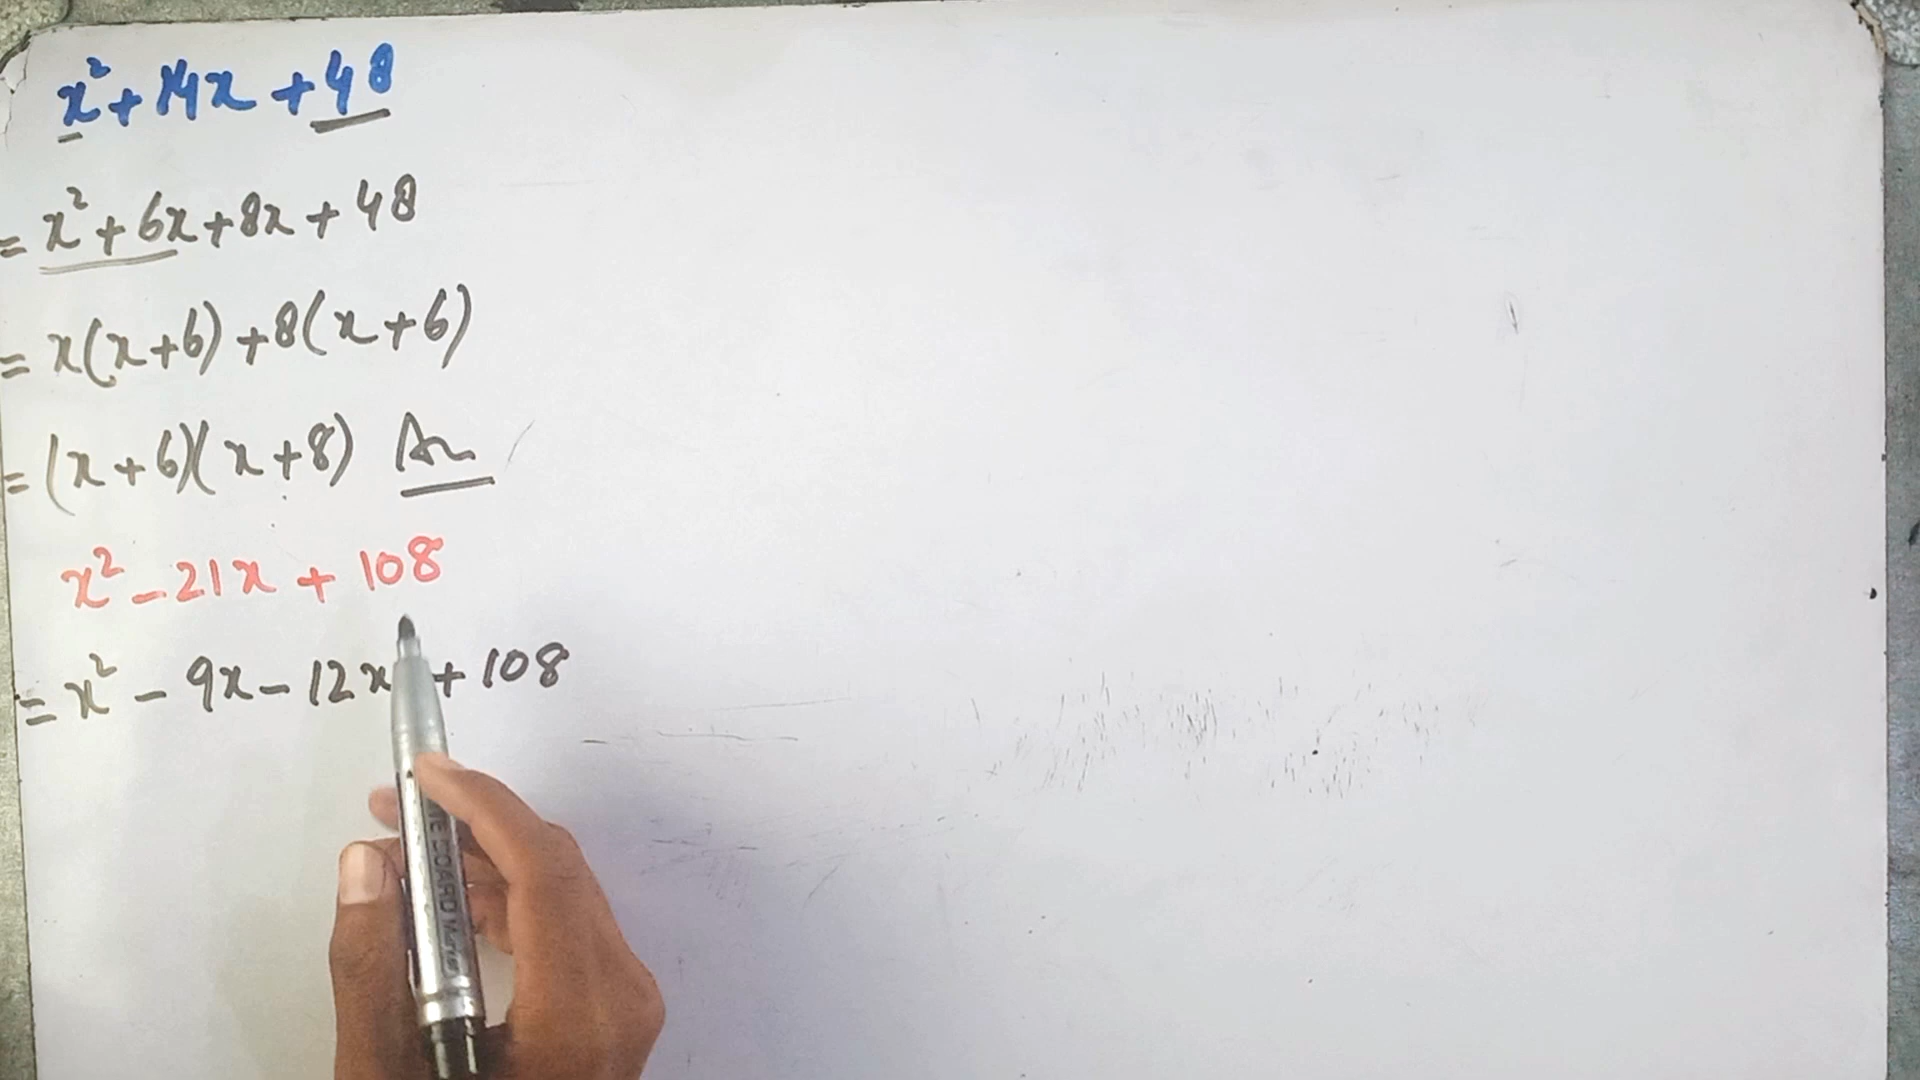 x²+14x+48
= x²+6x+8x+48
= x(x+6)+8(x+6)
= (x+6)(x+8) An
x²-21x+108
= x²-9x-12x+108